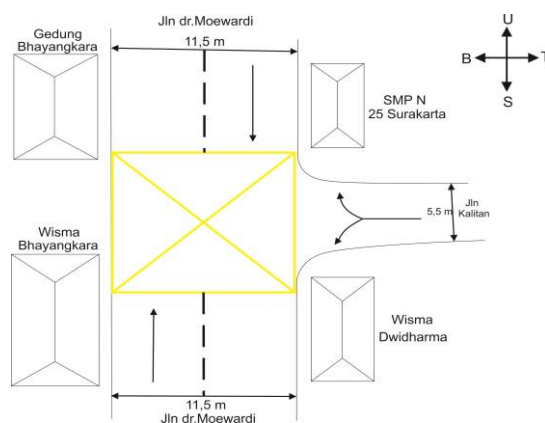 Jln dr.Moewardi
11,5 m
Gedung
Bhayangkara
SMP N
25 Surakarta
U
B
T
S
Jln
Kalitan
5,5 m
Wisma
Bhayangkara
Wisma
Dwidharma
11,5 m
Jln dr.Moewardi